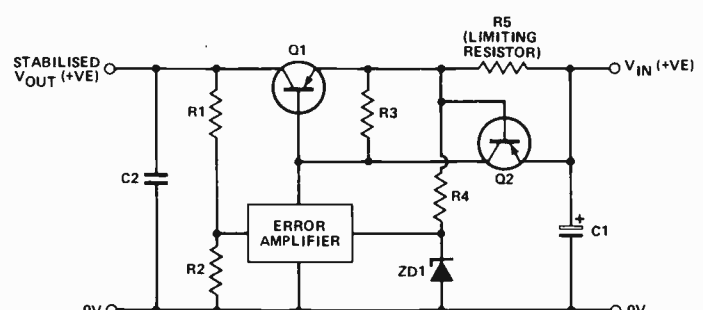 R5
(LIMITING
RESISTOR)
Q1
STABILISED
VOUT (+VE)
VIN (+VE)
R1
R3
Q2
C2
R4
ERROR
AMPLIFIER
C1
+
R2
ZD1
0V
0V